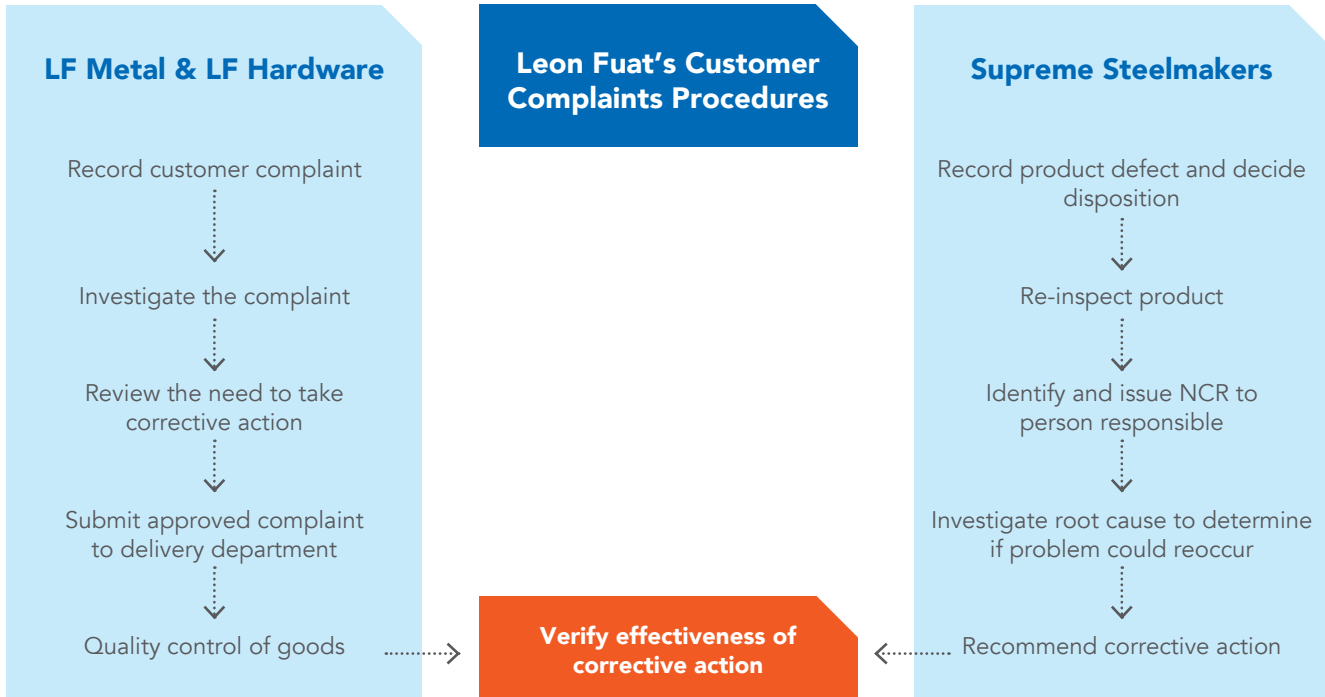 LF Metal & LF Hardware
Record customer complaint
Investigate the complaint
Review the need to take
corrective action
Submit approved complaint
to delivery department
Quality control of goods
Leon Fuat’s Customer
Complaints Procedures
Verify effectiveness of
corrective action
Supreme Steelmakers
Record product defect and decide
disposition
Re-inspect product
Identify and issue NCR to
person responsible
Investigate root cause to determine
if problem could reoccur
Recommend corrective action